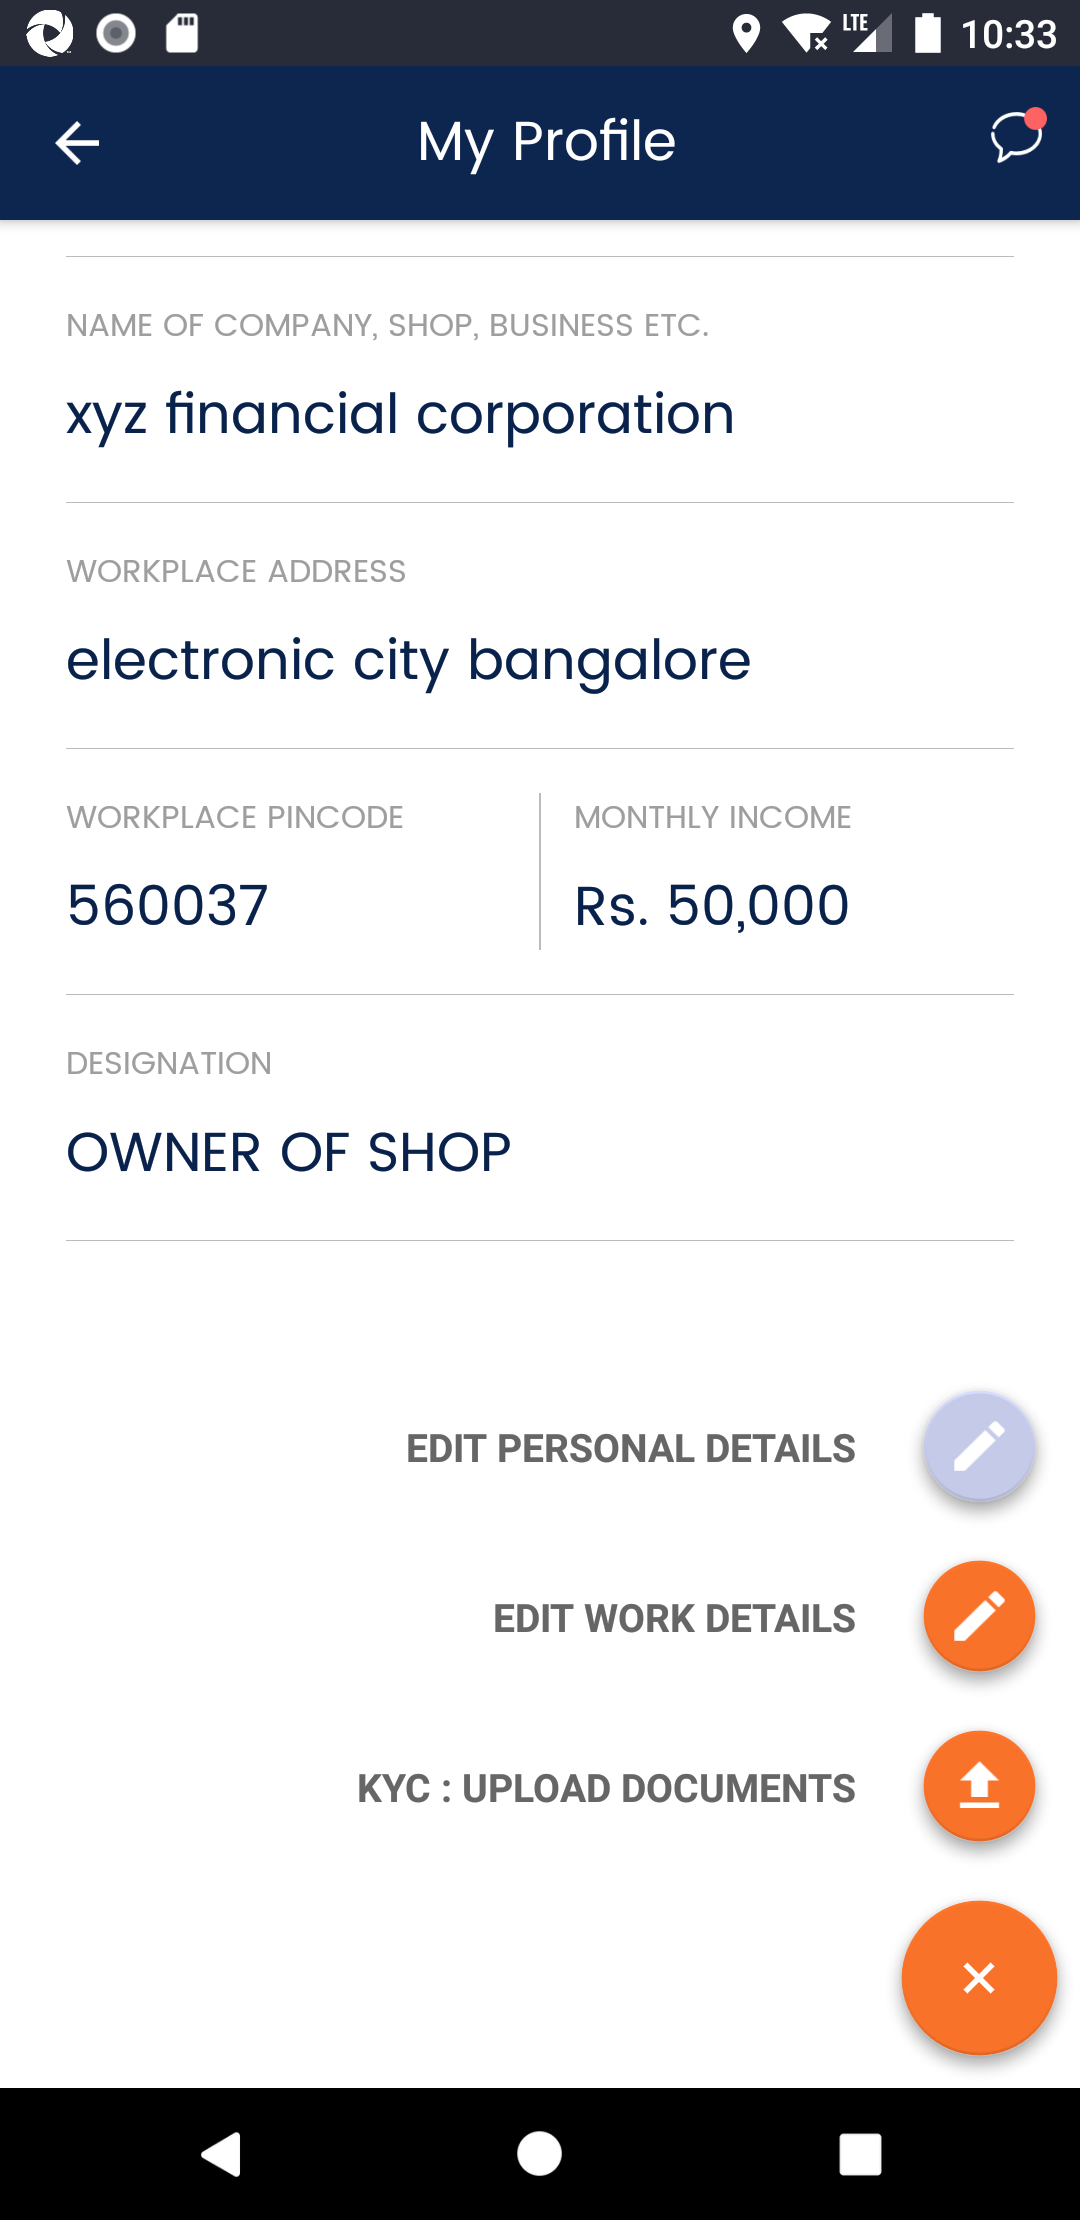 LTE 10:33
My Profile
NAME OF COMPANY, SHOP, BUSINESS ETC.
xyz financial corporation
WORKPLACE ADDRESS
electronic city bangalore
WORKPLACE PINCODE
560037
MONTHLY INCOME
Rs. 50,000
DESIGNATION
OWNER OF SHOP
EDIT PERSONAL DETAILS
EDIT WORK DETAILS
KYC : UPLOAD DOCUMENTS